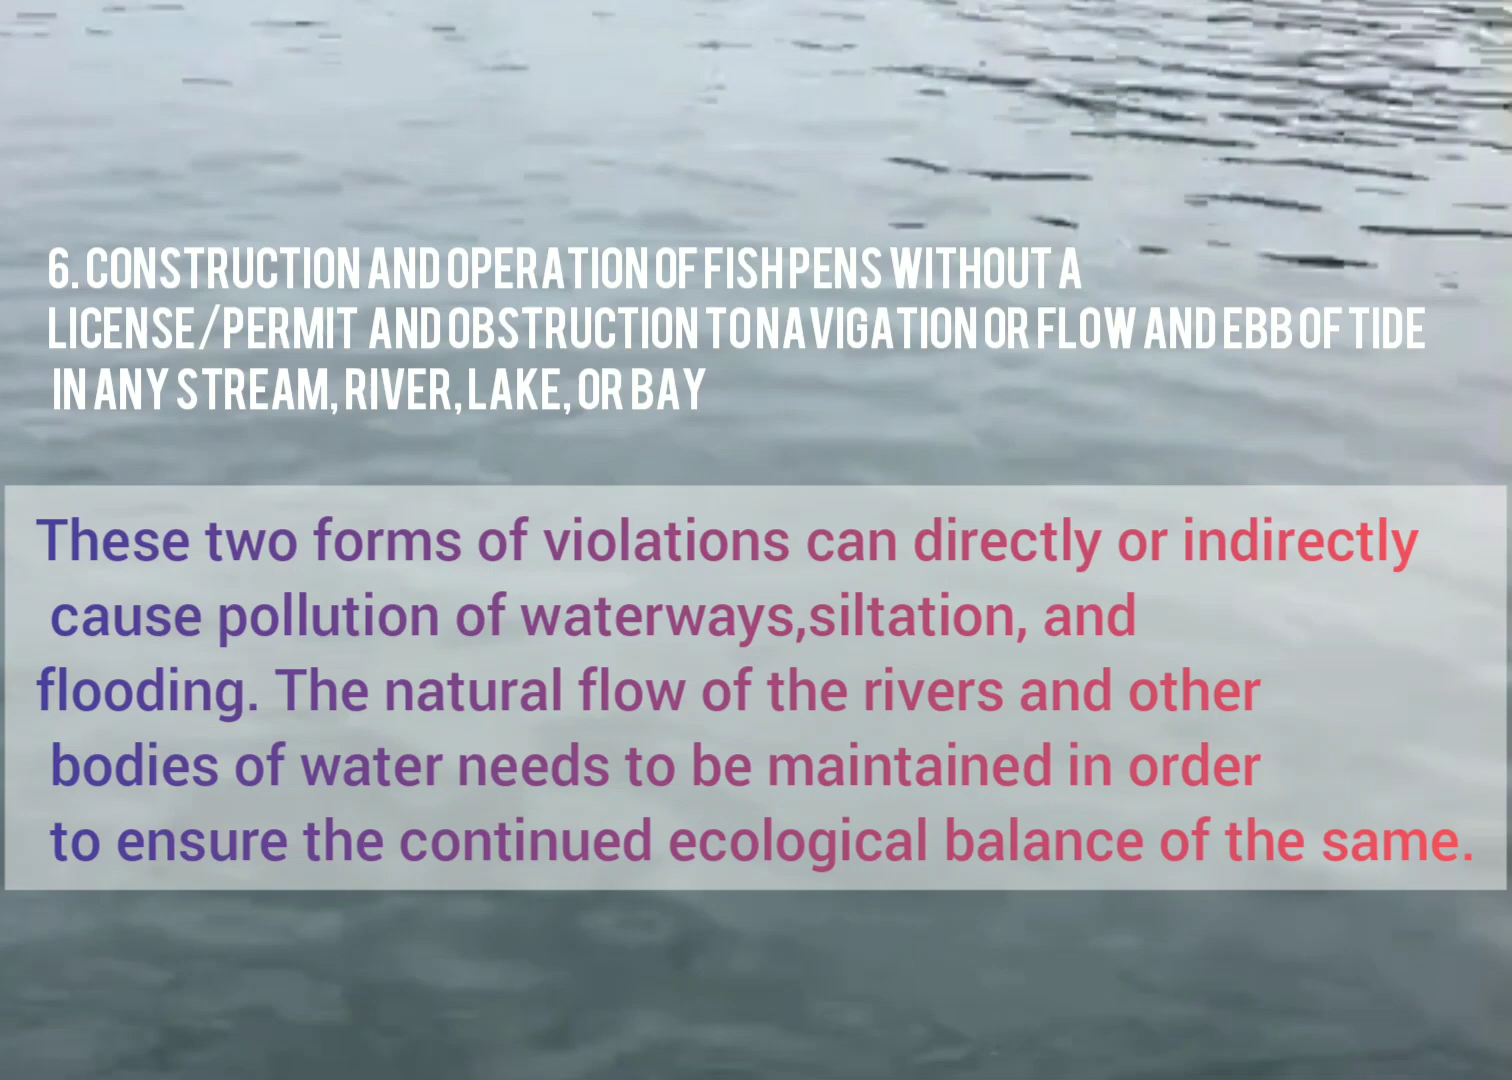 6. CONSTRUCTION AND OPERATION OF FISH PENS WITHOUT A
LICENSE/PERMIT AND OBSTRUCTION TO NAVIGATION OR FLOW AND EBB OF TIDE
IN ANY STREAM, RIVER, LAKE, OR BAY
These two forms of violations can directly or indirectly
cause pollution of waterways,siltation, and
flooding. The natural flow of the rivers and other
bodies of water needs to be maintained in order
to ensure the continued ecological balance of the same.